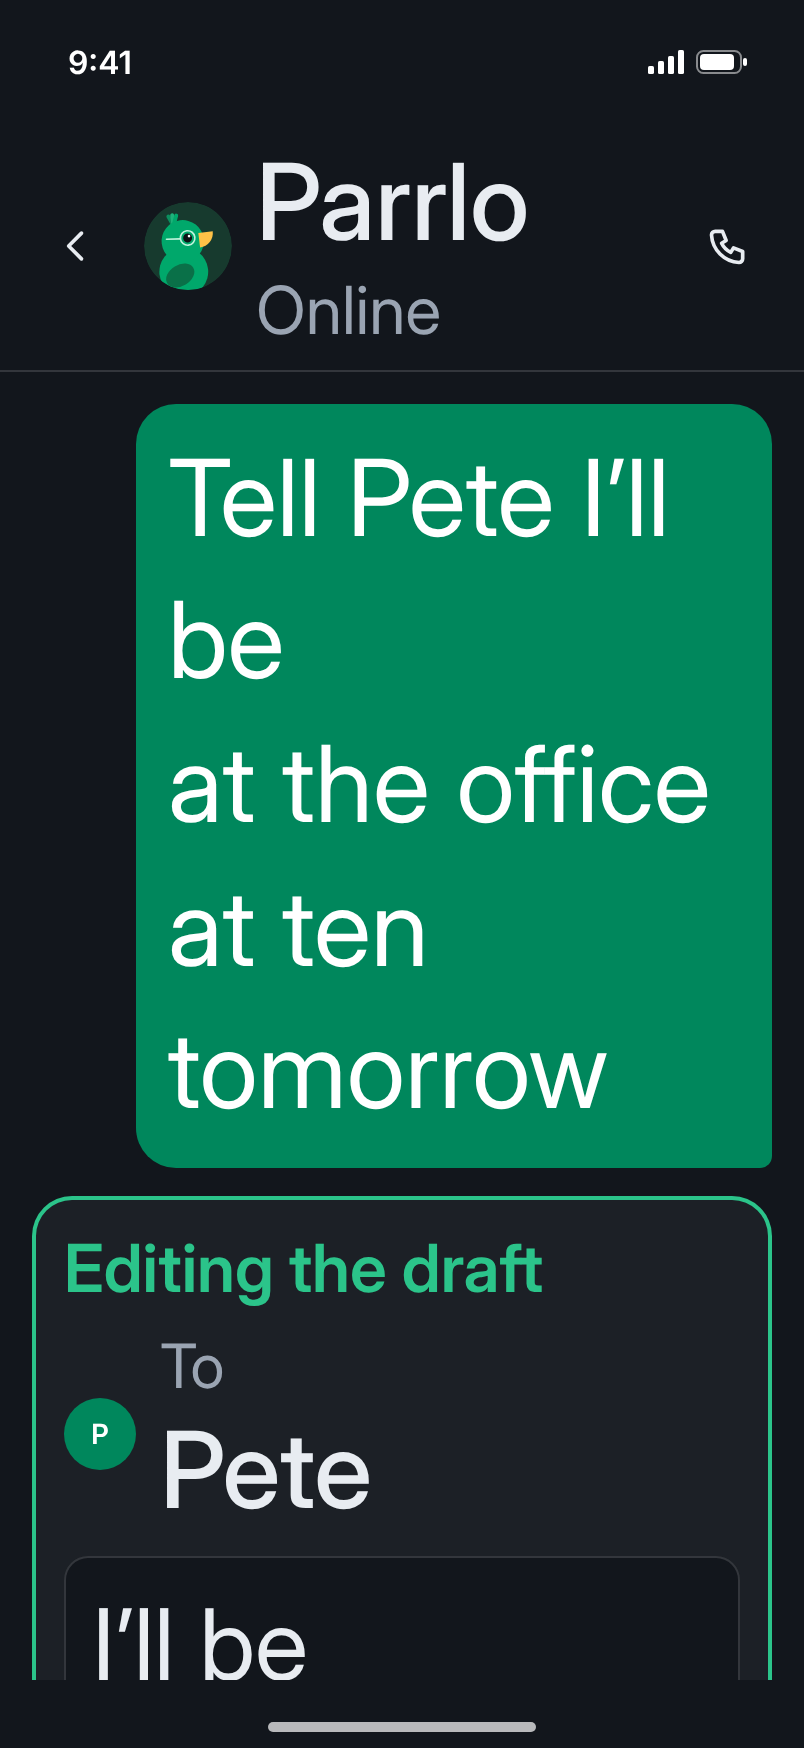 9:41
Parrlo
Online
Tell Pete I’ll
be
at the office
at ten
tomorrow
Editing the draft
To
P
Pete
I’ll be